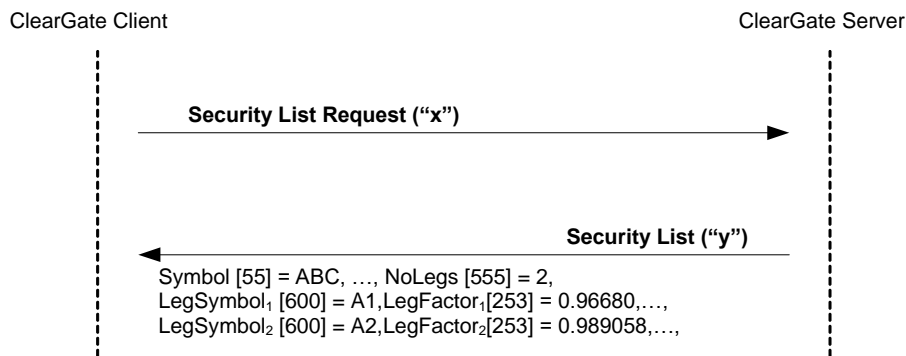 ClearGate Client
ClearGate Server
Security List Request (“x”)
Security List (“y”)
Symbol [55] = ABC, …, NoLegs [555] = 2,
LegSymbol₁ [600] = A1,LegFactor₁[253] = 0.96680,…,
LegSymbol₂ [600] = A2,LegFactor₂[253] = 0.989058,…,